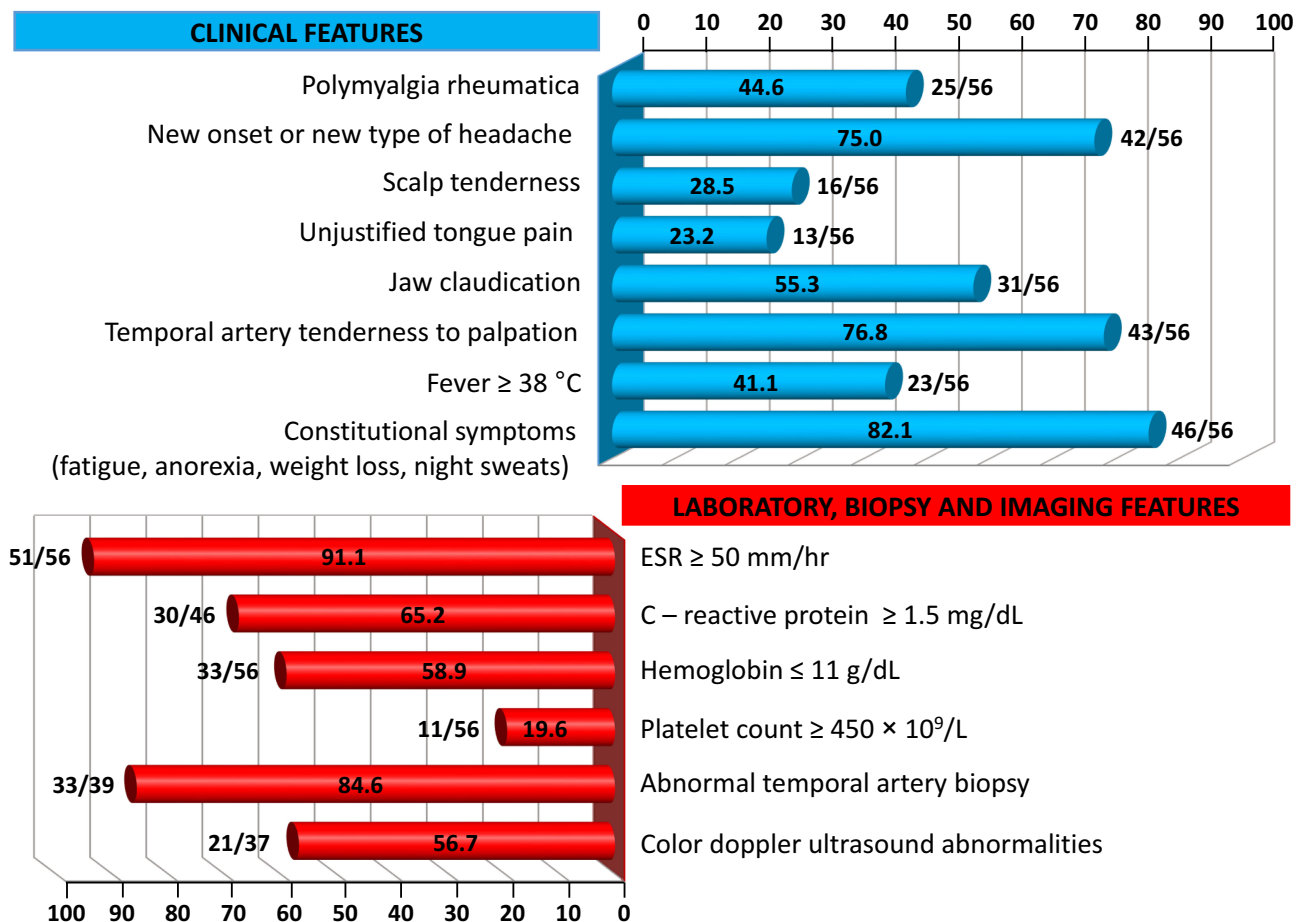 CLINICAL FEATURES
0 10 20 30 40 50 60 70 80 90 100
Polymyalgia rheumatica 44.6 25/56
New onset or new type of headache 75.0 42/56
Scalp tenderness 28.5 16/56
Unjustified tongue pain 23.2 13/56
Jaw claudication 55.3 31/56
Temporal artery tenderness to palpation 76.8 43/56
Fever ≥ 38 °C 41.1 23/56
Constitutional symptoms 82.1 46/56
(fatigue, anorexia, weight loss, night sweats)
LABORATORY, BIOPSY AND IMAGING FEATURES
51/56 91.1 ESR ≥ 50 mm/hr
30/46 65.2 C – reactive protein ≥ 1.5 mg/dL
33/56 58.9 Hemoglobin ≤ 11 g/dL
11/56 19.6 Platelet count ≥ 450 × 10⁹/L
33/39 84.6 Abnormal temporal artery biopsy
21/37 56.7 Color doppler ultrasound abnormalities
100 90 80 70 60 50 40 30 20 10 0